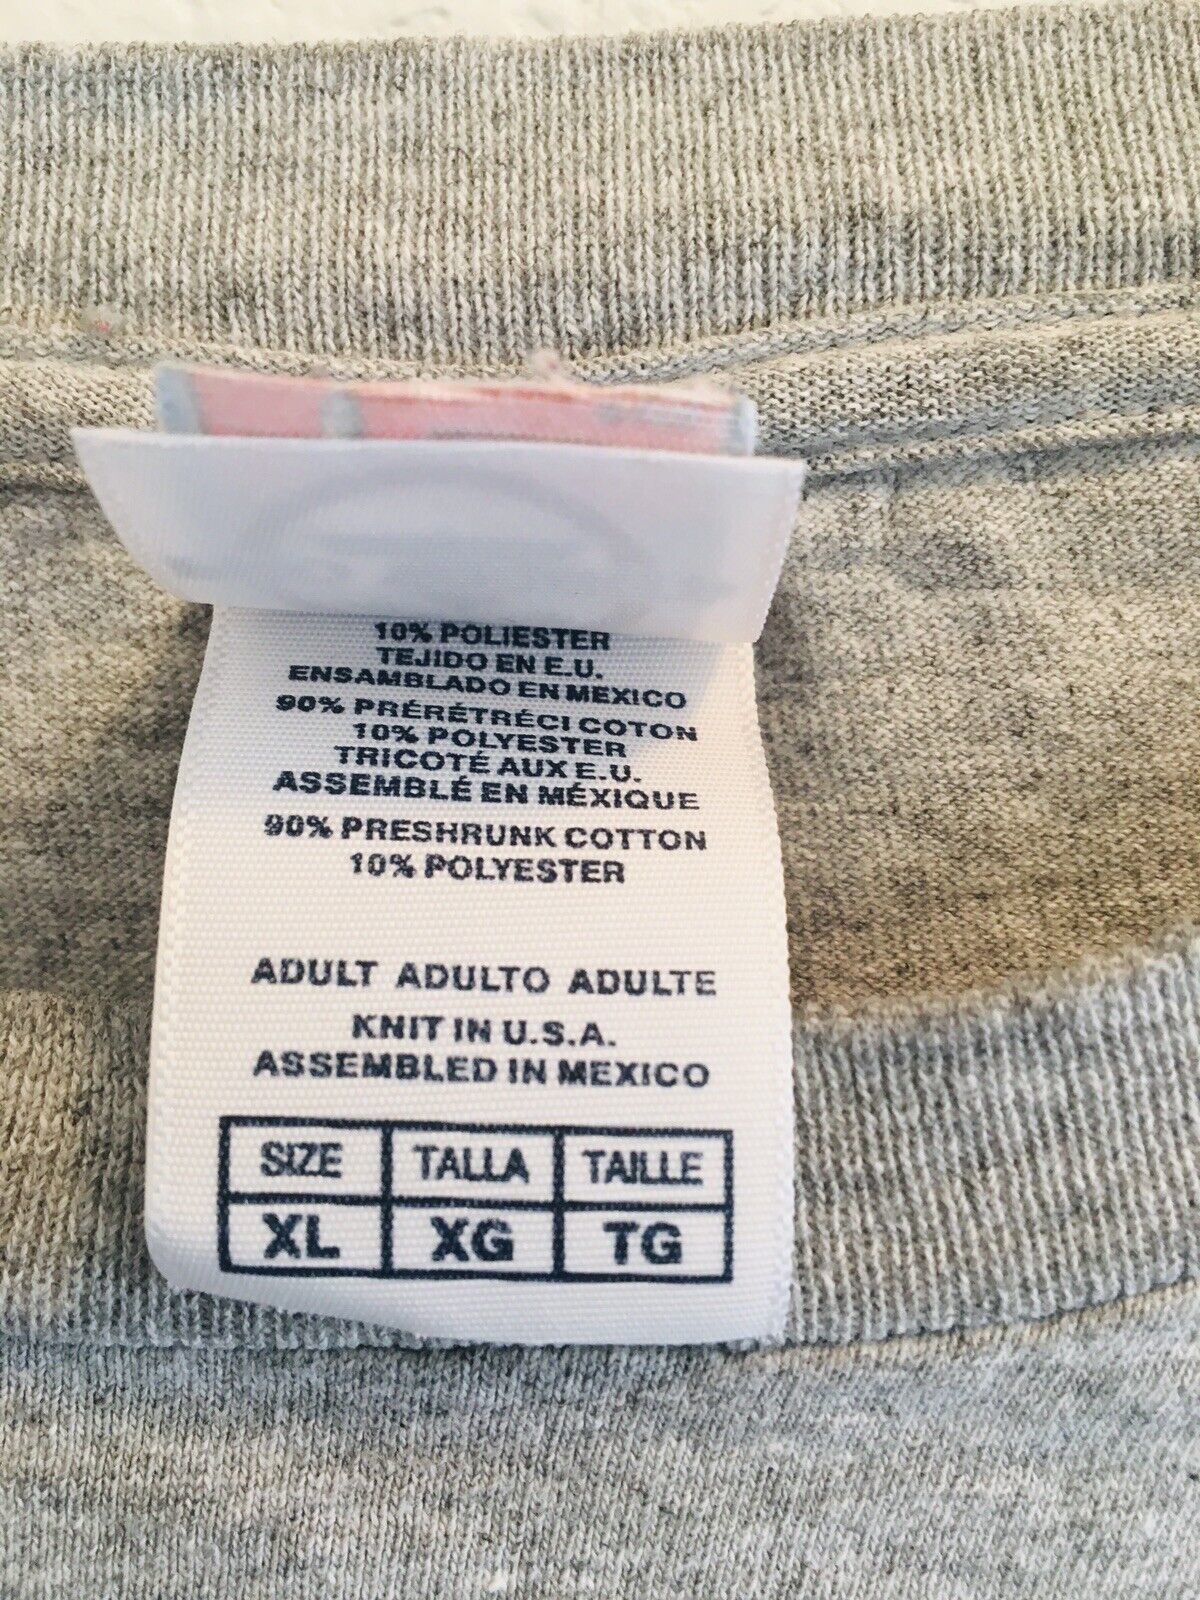 10% POLIESTER
TEJIDO EN E.U.
ENSAMBLADO EN MEXICO
90% PRÉRÉTRÉCI COTON
10% POLYESTER
TRICOTÉ AUX E.U.
ASSEMBLÉ EN MÉXIQUE
90% PRESHRUNK COTTON
10% POLYESTER
ADULT ADULTO ADULTE
KNIT IN U.S.A.
ASSEMBLED IN MEXICO
SIZE TALLA TAILLE
XL XG TG